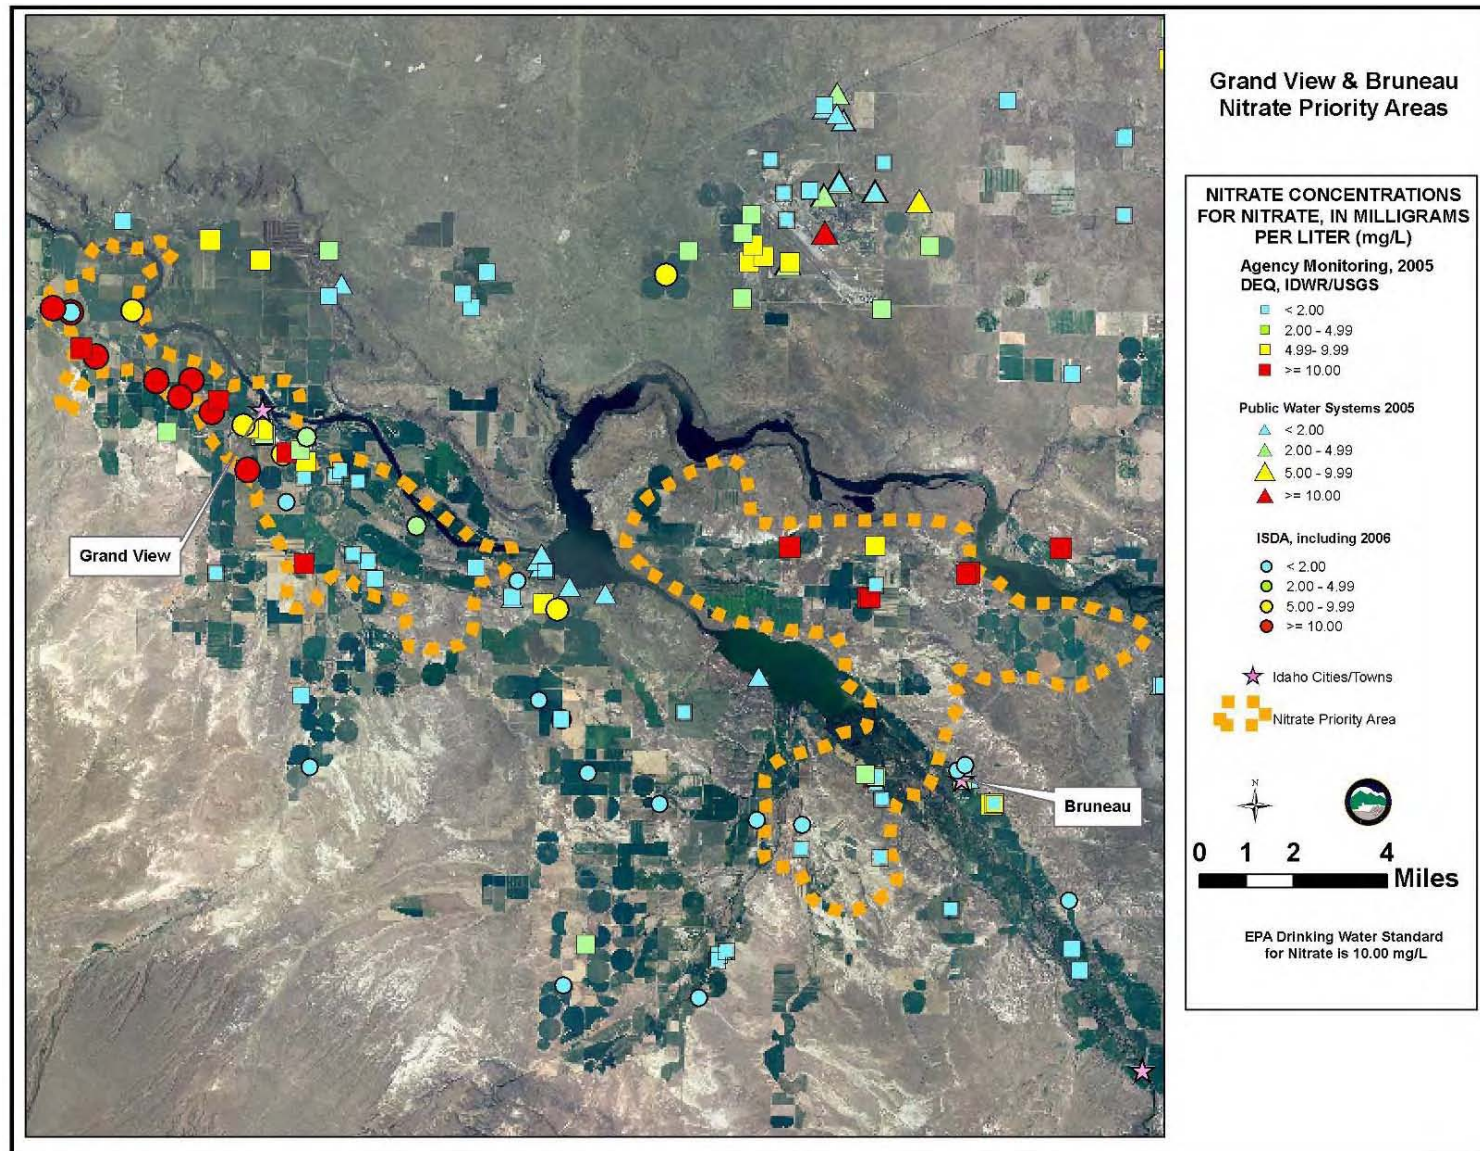 Grand View & Bruneau
Nitrate Priority Areas
NITRATE CONCENTRATIONS
FOR NITRATE, IN MILLIGRAMS
PER LITER (mg/L)
Agency Monitoring, 2005
DEQ, IDWR/USGS
< 2.00
2.00 - 4.99
4.99- 9.99
>= 10.00
Public Water Systems 2005
< 2.00
2.00 - 4.99
5.00 - 9.99
>= 10.00
ISDA, including 2006
< 2.00
2.00 - 4.99
5.00 - 9.99
>= 10.00
Idaho Cities/Towns
Nitrate Priority Area
N
0 1 2 4
Miles
EPA Drinking Water Standard
for Nitrate is 10.00 mg/L
Grand View
Bruneau